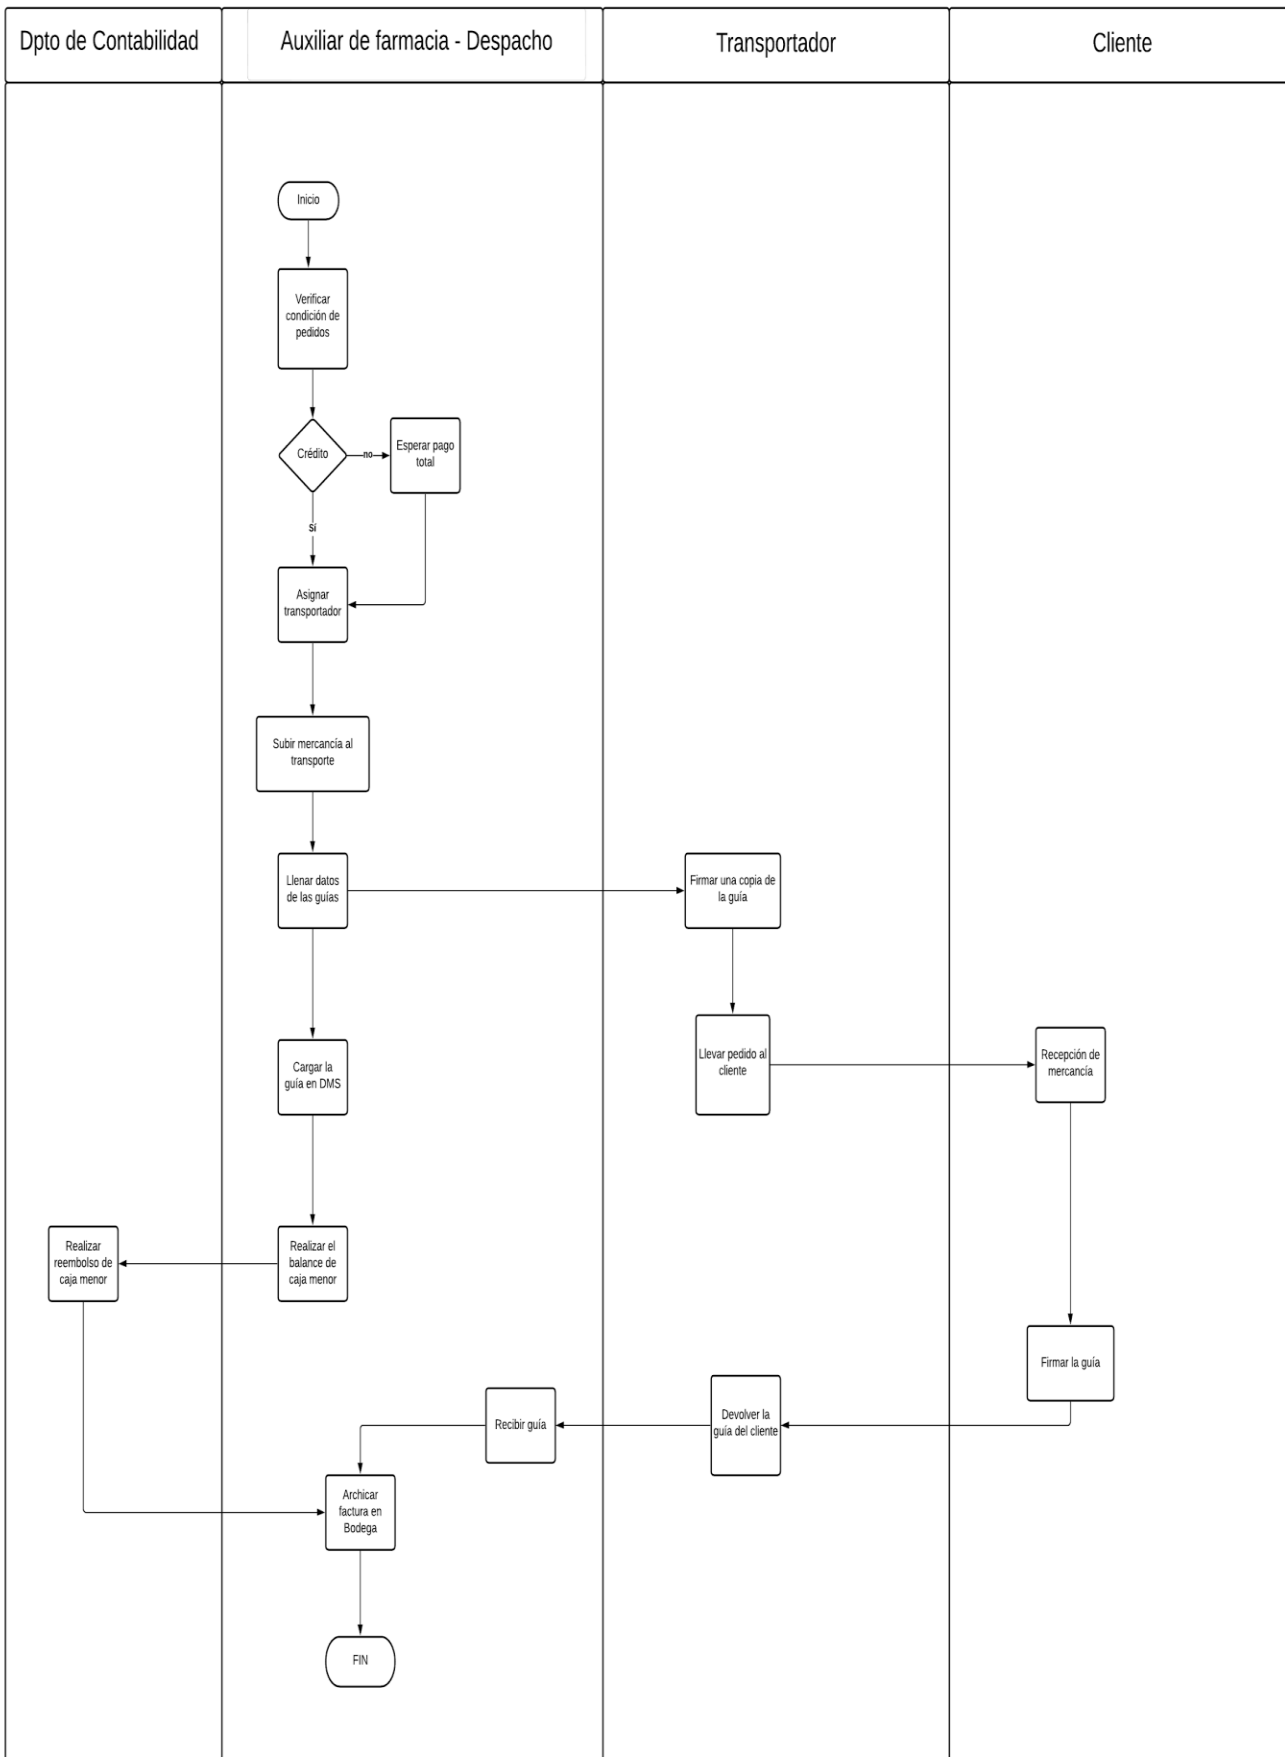 Dpto de Contabilidad
Auxiliar de farmacia - Despacho
Transportador
Cliente
Inicio
Verificar
condición de
pedidos
Crédito
no
Esperar pago
total
Sí
Asignar
transportador
Subir mercancía al
transporte
Llenar datos
de las guías
Firmar una copia de
la guía
Cargar la
guía en DMS
Llevar pedido al
cliente
Recepción de
mercancía
Realizar
reembolso de
caja menor
Realizar el
balance de
caja menor
Firmar la guía
Recibir guía
Devolver la
guía del cliente
Archicar
factura en
Bodega
FIN